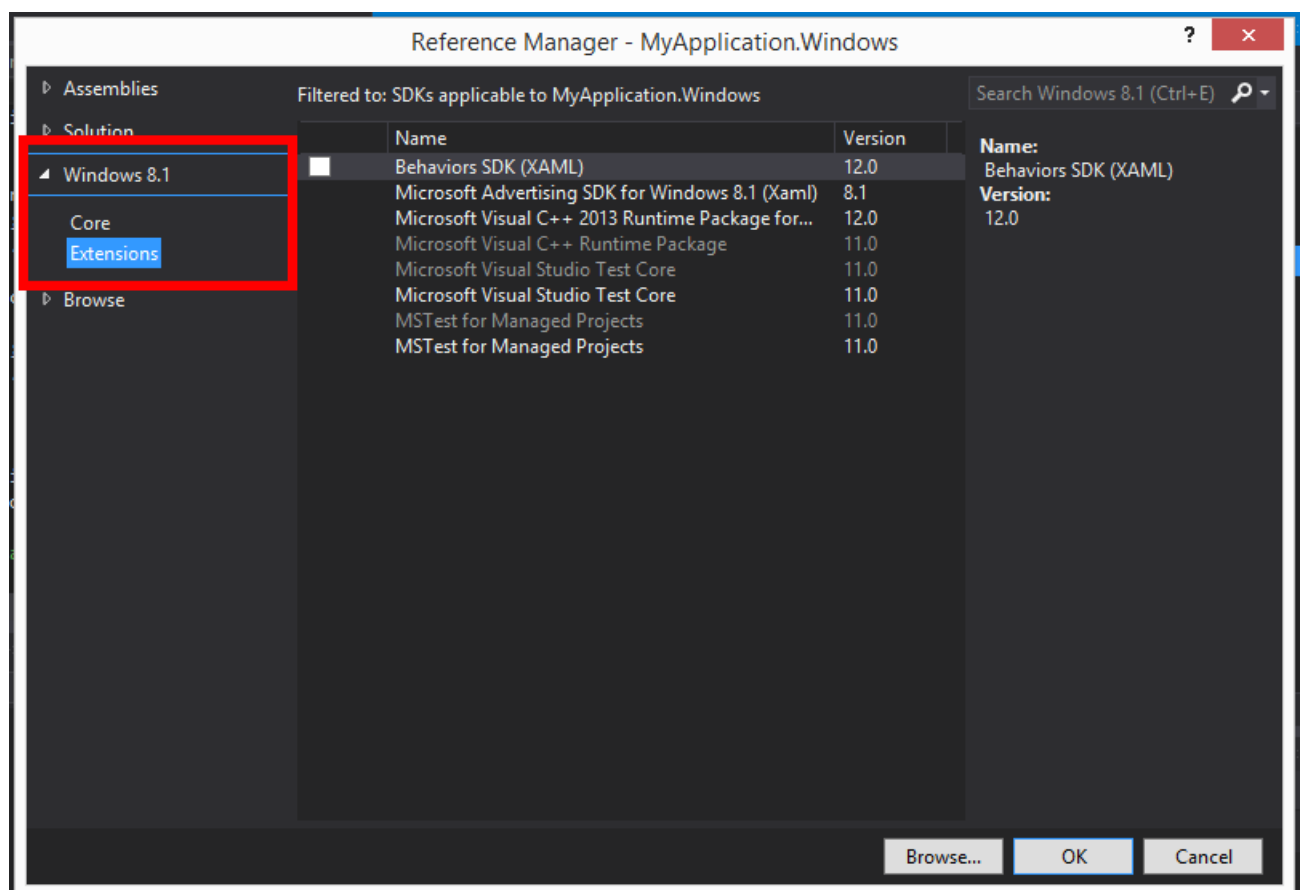 Reference Manager - MyApplication.Windows
?
Assemblies
Solution
Windows 8.1
Core
Extensions
Browse
Filtered to: SDKs applicable to MyApplication.Windows
Name Version
Behaviors SDK (XAML) 12.0
Microsoft Advertising SDK for Windows 8.1 (Xaml) 8.1
Microsoft Visual C++ 2013 Runtime Package for... 12.0
Microsoft Visual C++ Runtime Package 11.0
Microsoft Visual Studio Test Core 11.0
Microsoft Visual Studio Test Core 11.0
MSTest for Managed Projects 11.0
MSTest for Managed Projects 11.0
Search Windows 8.1 (Ctrl+E)
Name:
Behaviors SDK (XAML)
Version:
12.0
Browse... OK Cancel